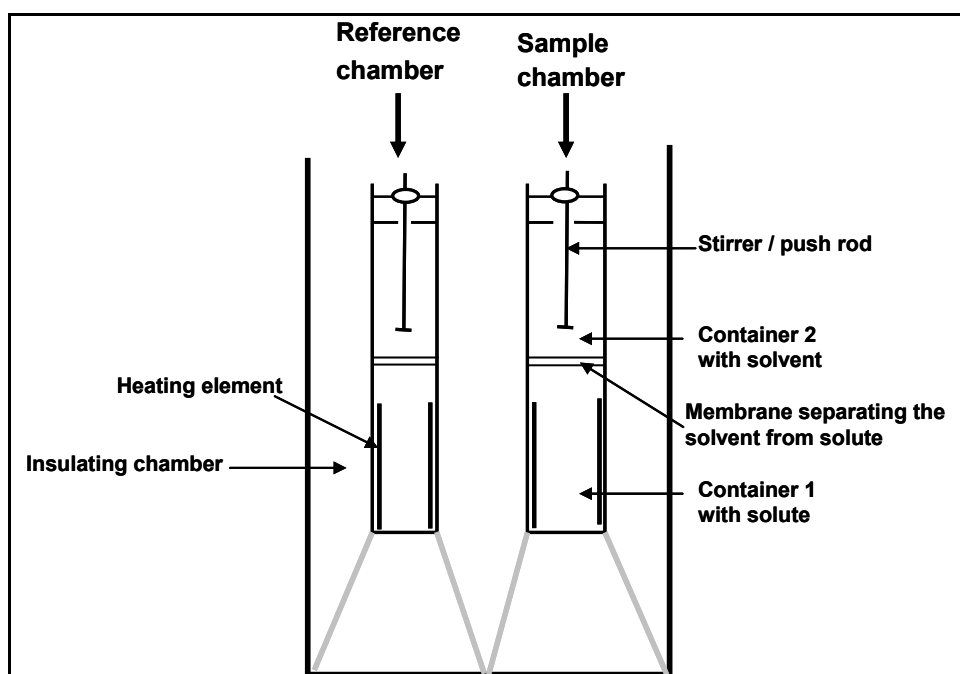 Reference
chamber
Sample
chamber
Stirrer / push rod
Container 2
with solvent
Heating element
Membrane separating the
solvent from solute
Insulating chamber
Container 1
with solute